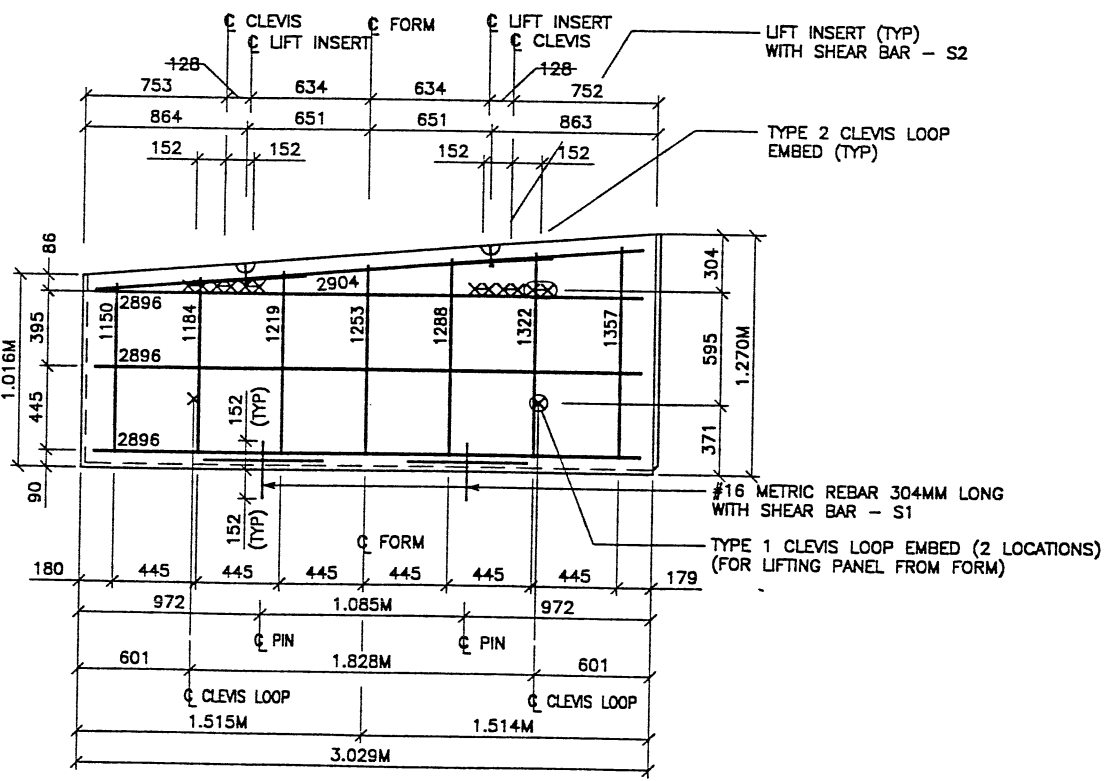 ℄ CLEVIS
℄ LIFT INSERT
℄ FORM
℄ LIFT INSERT
℄ CLEVIS
LIFT INSERT (TYP)
WITH SHEAR BAR – S2
128
128
753
634
634
752
864
651
651
863
TYPE 2 CLEVIS LOOP
EMBED (TYP)
152
152
152
152
86
304
2904
2896
1150
1184
1219
1253
1288
1322
1357
395
1.016M
595
1.270M
2896
445
152
(TYP)
2896
371
90
152
(TYP)
#16 METRIC REBAR 304MM LONG
WITH SHEAR BAR – S1
℄ FORM
TYPE 1 CLEVIS LOOP EMBED (2 LOCATIONS)
(FOR LIFTING PANEL FROM FORM)
180
445
445
445
445
445
445
179
972
1.085M
972
℄ PIN
℄ PIN
601
1.828M
601
℄ CLEVIS LOOP
℄ CLEVIS LOOP
1.515M
1.514M
3.029M